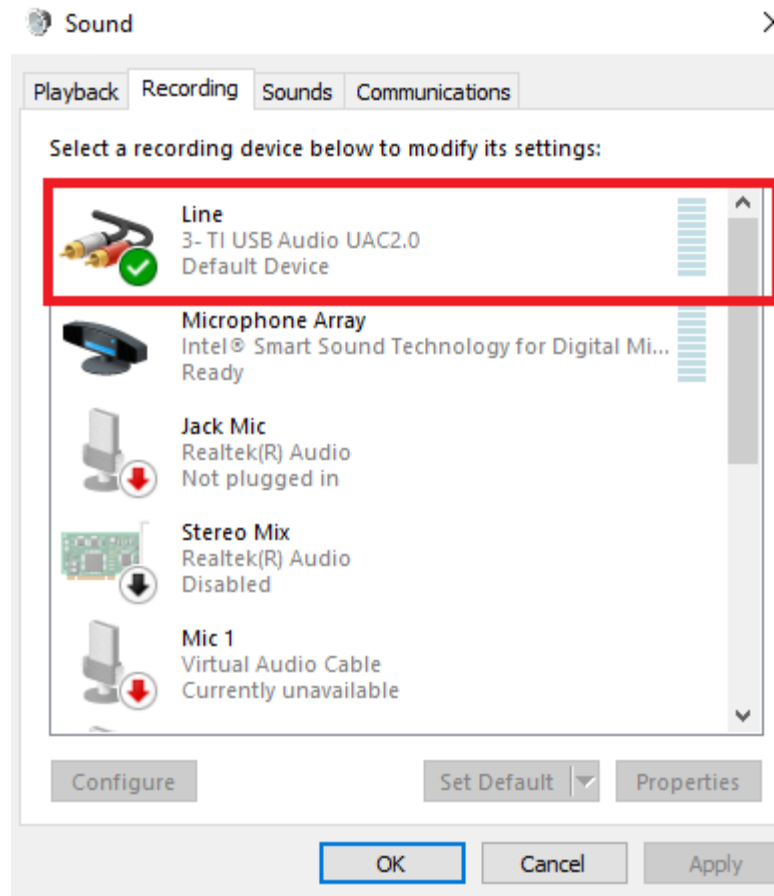 Sound
Playback Recording Sounds Communications
Select a recording device below to modify its settings:
Line
3- TI USB Audio UAC2.0
Default Device
Microphone Array
Intel® Smart Sound Technology for Digital Mi...
Ready
Jack Mic
Realtek(R) Audio
Not plugged in
Stereo Mix
Realtek(R) Audio
Disabled
Mic 1
Virtual Audio Cable
Currently unavailable
Configure Set Default Properties
OK Cancel Apply